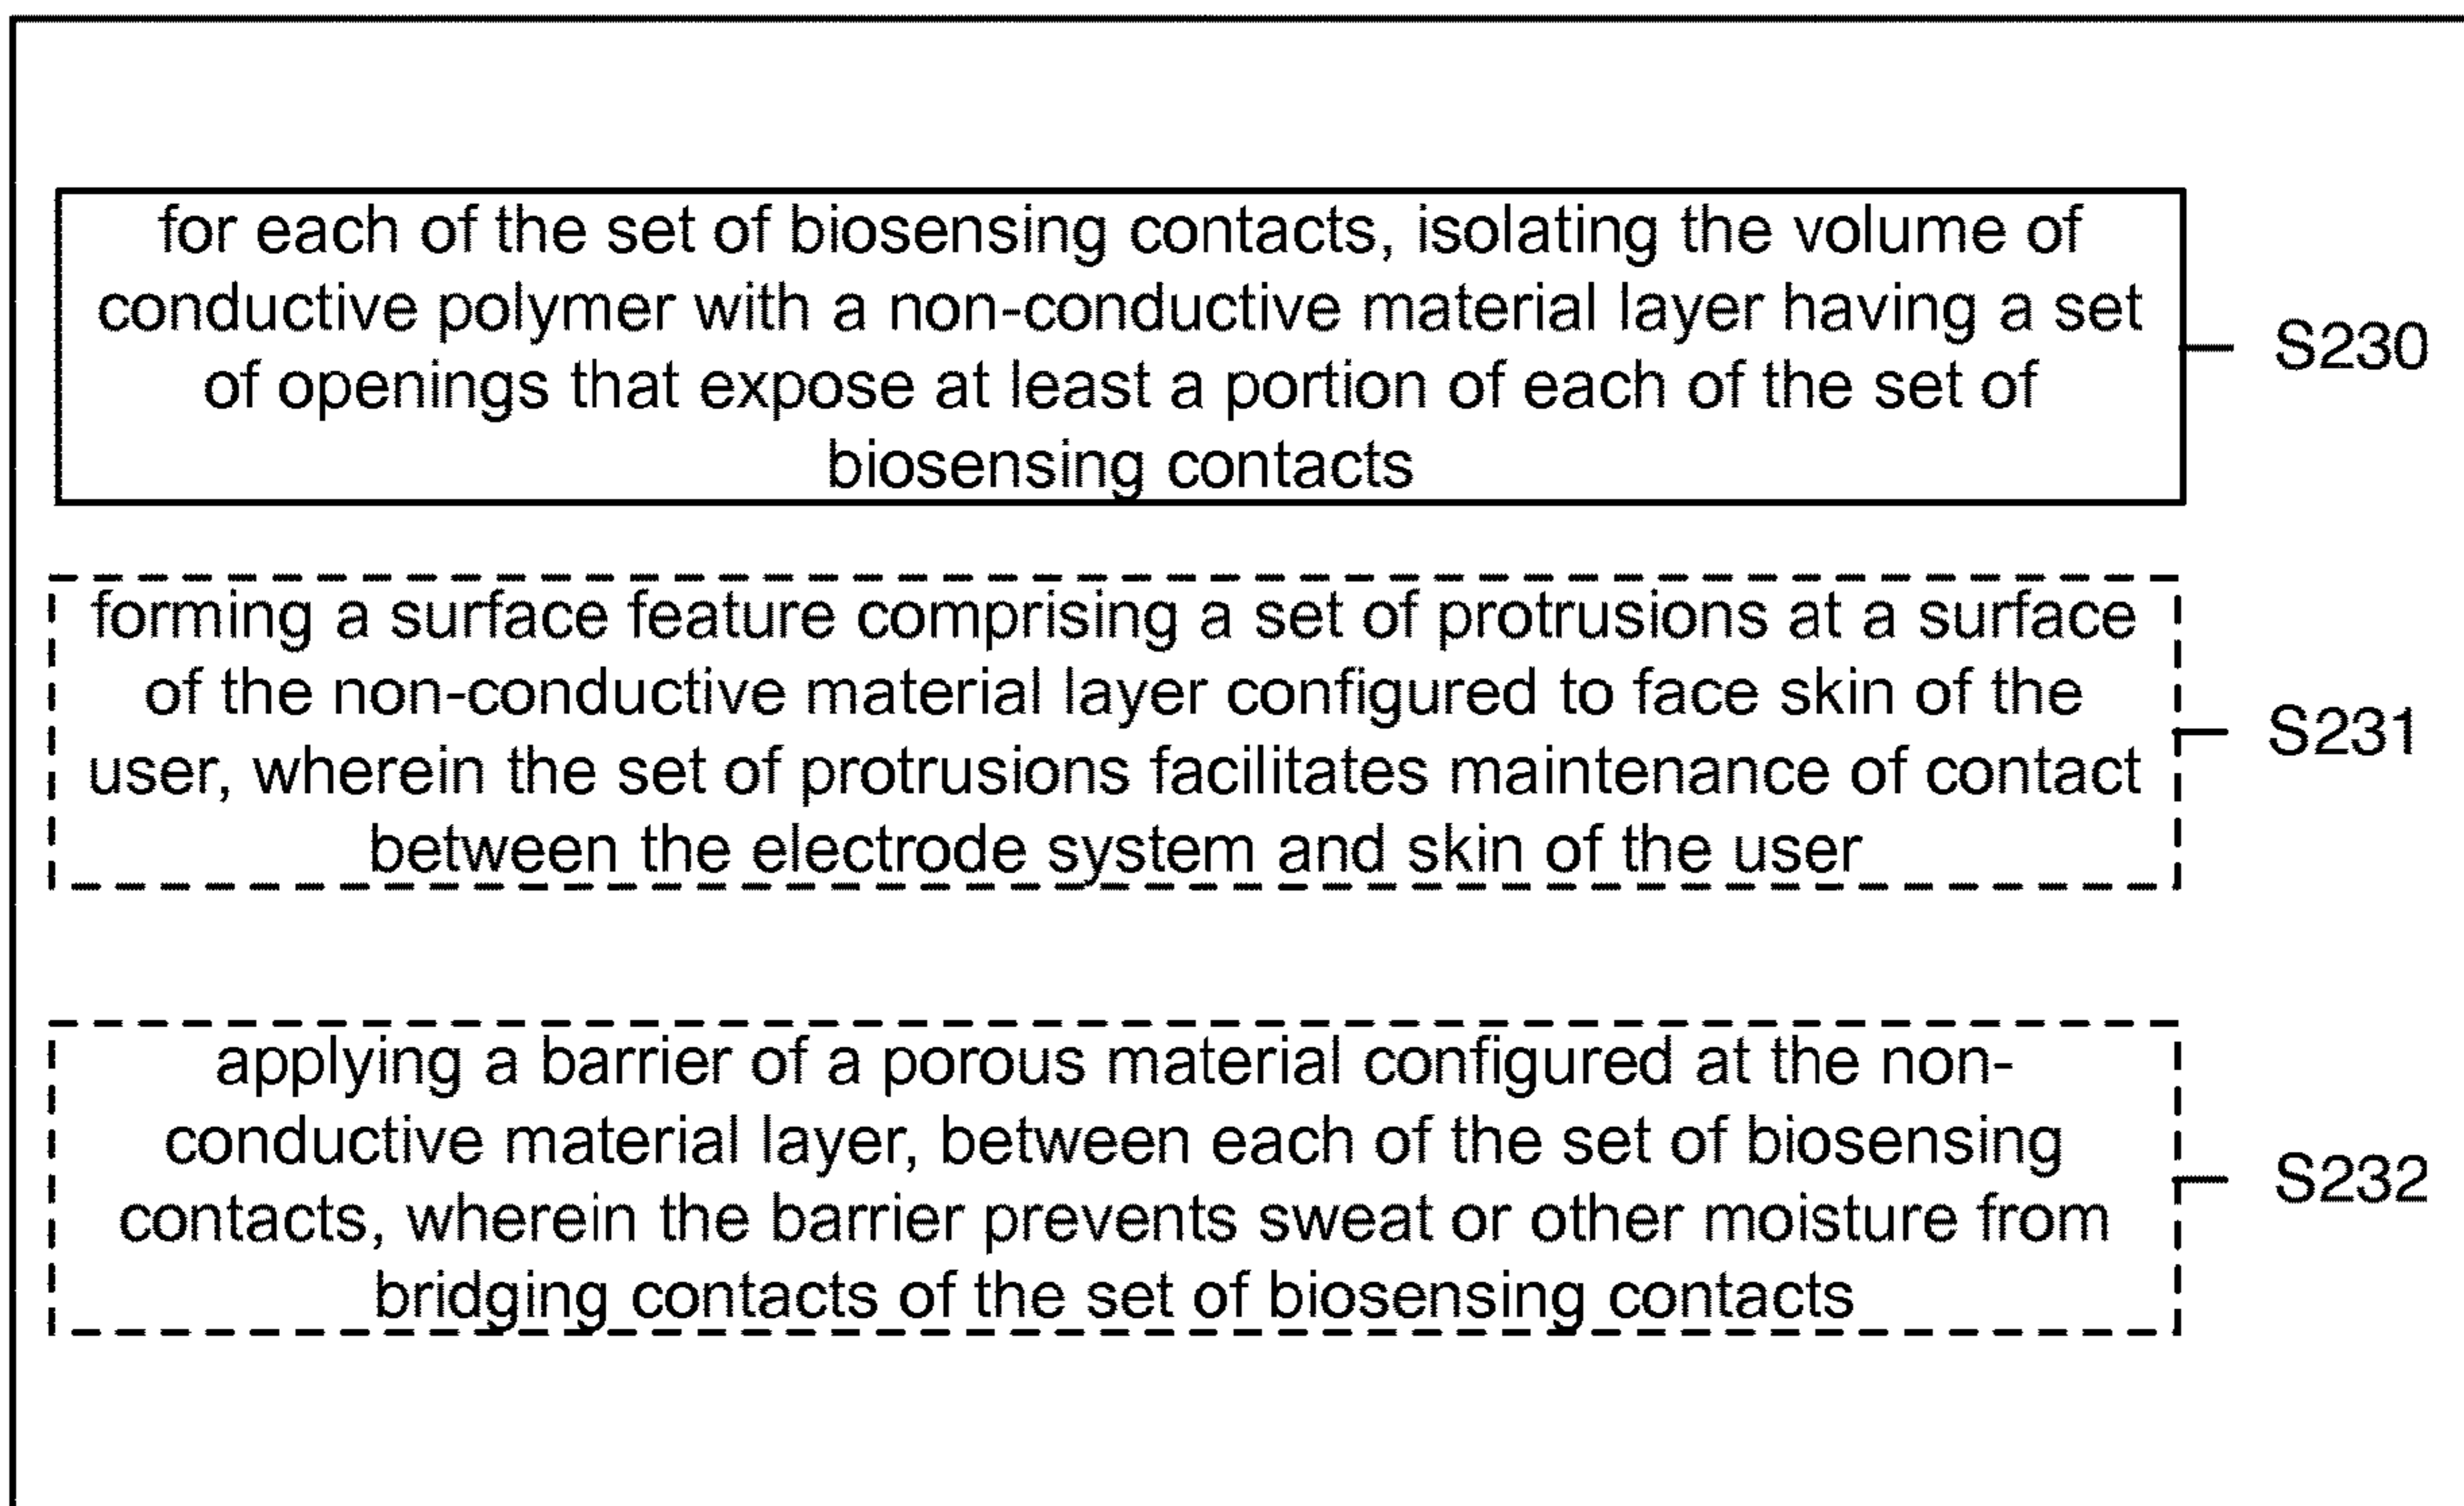 for each of the set of biosensing contacts, isolating the volume of
conductive polymer with a non-conductive material layer having a set
of openings that expose at least a portion of each of the set of
biosensing contacts
S230
forming a surface feature comprising a set of protrusions at a surface
of the non-conductive material layer configured to face skin of the
user, wherein the set of protrusions facilitates maintenance of contact
between the electrode system and skin of the user
S231
applying a barrier of a porous material configured at the non-
conductive material layer, between each of the set of biosensing
contacts, wherein the barrier prevents sweat or other moisture from
bridging contacts of the set of biosensing contacts
S232